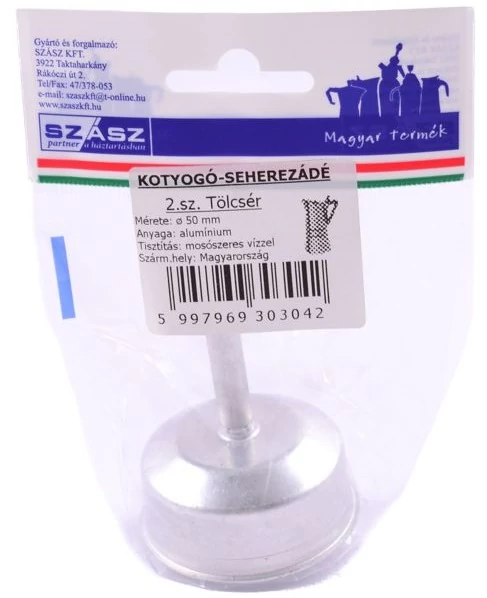 Gyártó és forgalmazó:
SZÁSZ KFT.
3922 Taktaharkány
Rákóczi út 2.
Tel/Fax: 47/378-053
e-mail: szaszkft@t-online.hu
www.szaszkft.hu
SZÁSZ
partner a háztartásban
Magyar termék
KOTYOGÓ-SEHEREZÁDÉ
2.sz. Tölcsér
Mérete: ø 50 mm
Anyaga: alumínium
Tisztítás: mosószeres vízzel
Szárm.hely: Magyarország
5 997969 303042